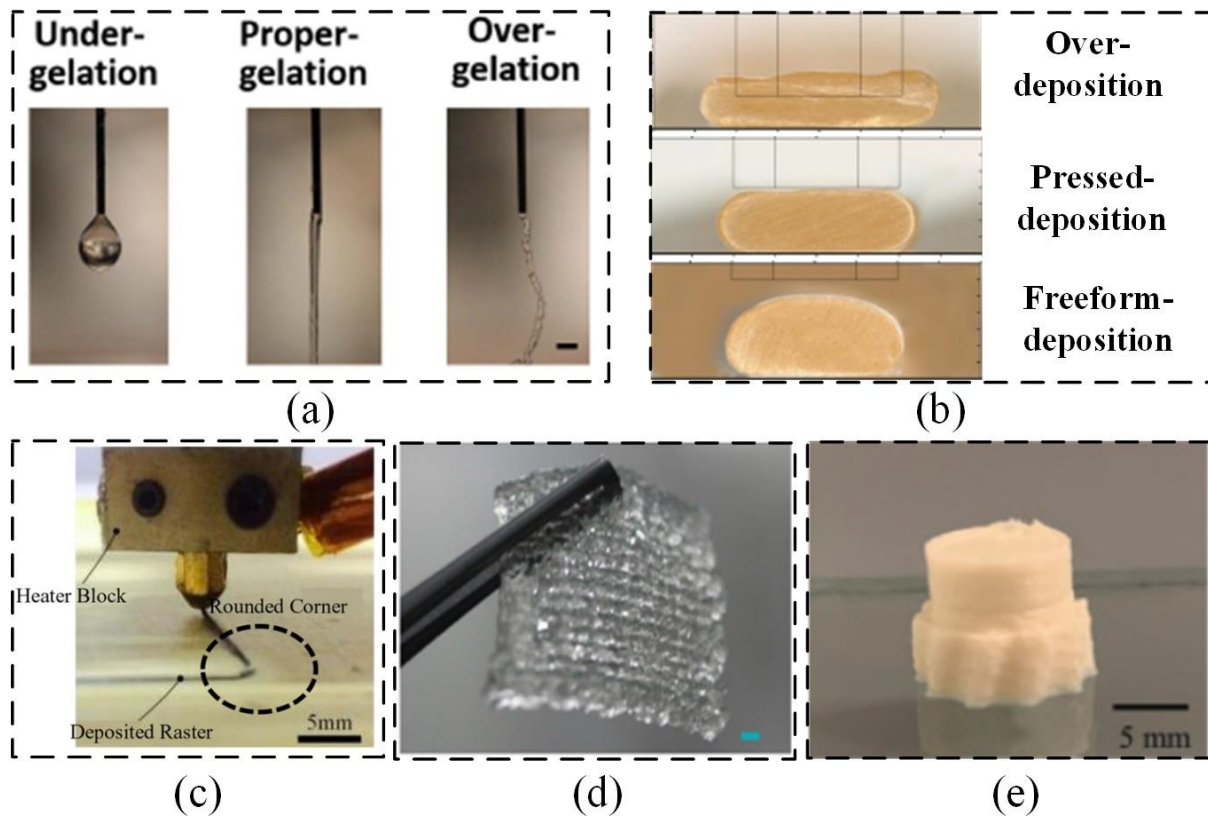 Under-
gelation
Proper-
gelation
Over-
gelation
Over-
deposition
Pressed-
deposition
Freeform-
deposition
(a)
(b)
Heater Block
Rounded Corner
Deposited Raster
5mm
5 mm
(c)
(d)
(e)